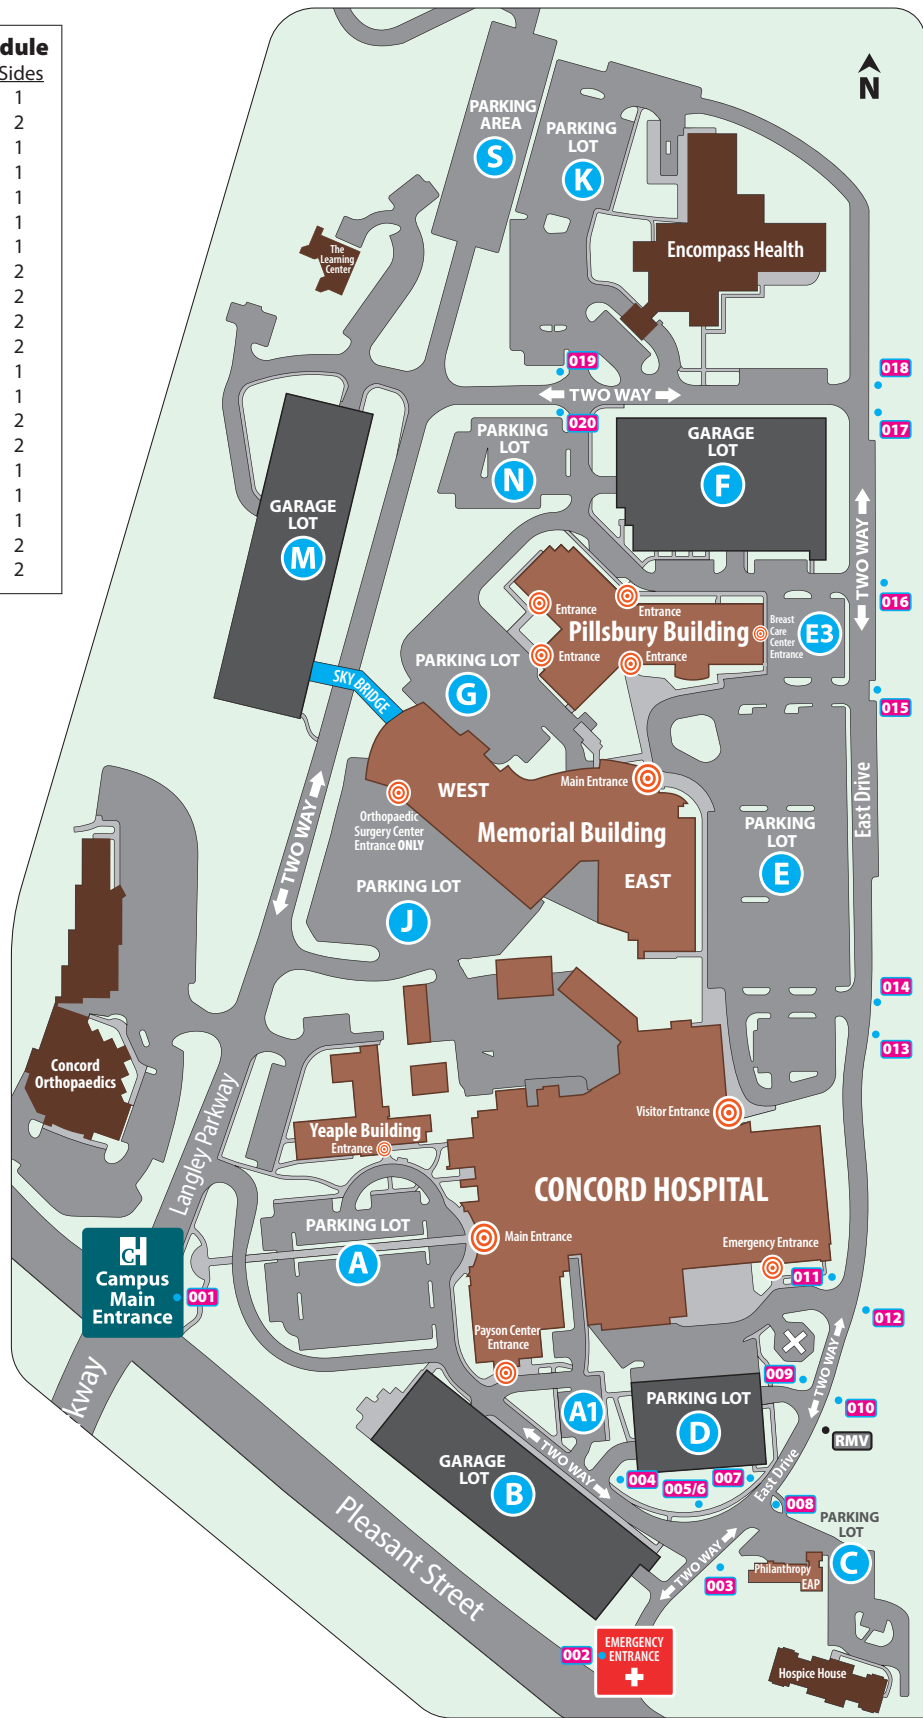 dule
Sides
1
2
1
1
1
1
1
2
2
2
2
1
1
2
2
1
1
1
2
2
N
PARKING
AREA
S
PARKING
LOT
K
The
Learning
Center
Encompass Health
019
018
TWO WAY
020
017
PARKING
LOT
N
GARAGE
LOT
F
GARAGE
LOT
M
TWO WAY
016
Entrance
Entrance
Pillsbury Building
Breast
Care
Center
Entrance
E3
Entrance
Entrance
PARKING LOT
G
SKY BRIDGE
015
East Drive
Main Entrance
WEST
Orthopaedic
Surgery Center
Entrance ONLY
Memorial Building
EAST
PARKING
LOT
E
TWO WAY
PARKING LOT
J
014
013
Concord
Orthopaedics
Langley Parkway
Yeaple Building
Entrance
Visitor Entrance
CONCORD HOSPITAL
PARKING LOT
A
Main Entrance
Emergency Entrance
011
CH
Campus
Main
Entrance
001
012
Payson Center
Entrance
TWO WAY
kway
009
010
A1
PARKING LOT
D
RMV
GARAGE
LOT
B
TWO WAY
004
005/6
007
East Drive
008
PARKING
LOT
C
Pleasant Street
TWO WAY
003
Philanthropy
EAP
002
EMERGENCY
ENTRANCE
Hospice House